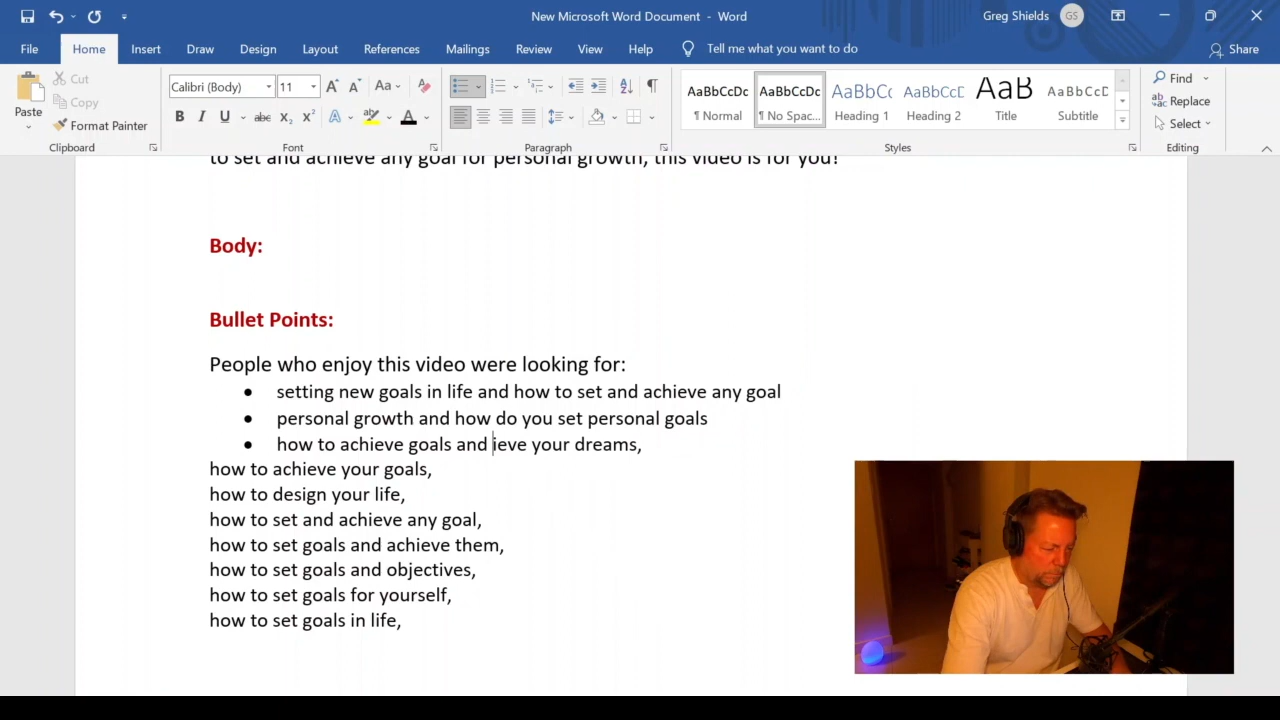 New Microsoft Word Document - Word
Greg Shields GS
File Home Insert Draw Design Layout References Mailings Review View Help Tell me what you want to do Share
Paste
Cut
Copy
Format Painter
Clipboard
Calibri (Body) 11
Font
Paragraph
AaBbCcDc ¶ Normal
AaBbCcDc ¶ No Spac...
AaBbCc Heading 1
AaBbCcD Heading 2
AaB Title
AaBbCcD Subtitle
Styles
Find
Replace
Select
Editing
to set and achieve any goal for personal growth, this video is for you!
Body:
Bullet Points:
People who enjoy this video were looking for:
• setting new goals in life and how to set and achieve any goal
• personal growth and how do you set personal goals
• how to achieve goals and ieve your dreams,
how to achieve your goals,
how to design your life,
how to set and achieve any goal,
how to set goals and achieve them,
how to set goals and objectives,
how to set goals for yourself,
how to set goals in life,